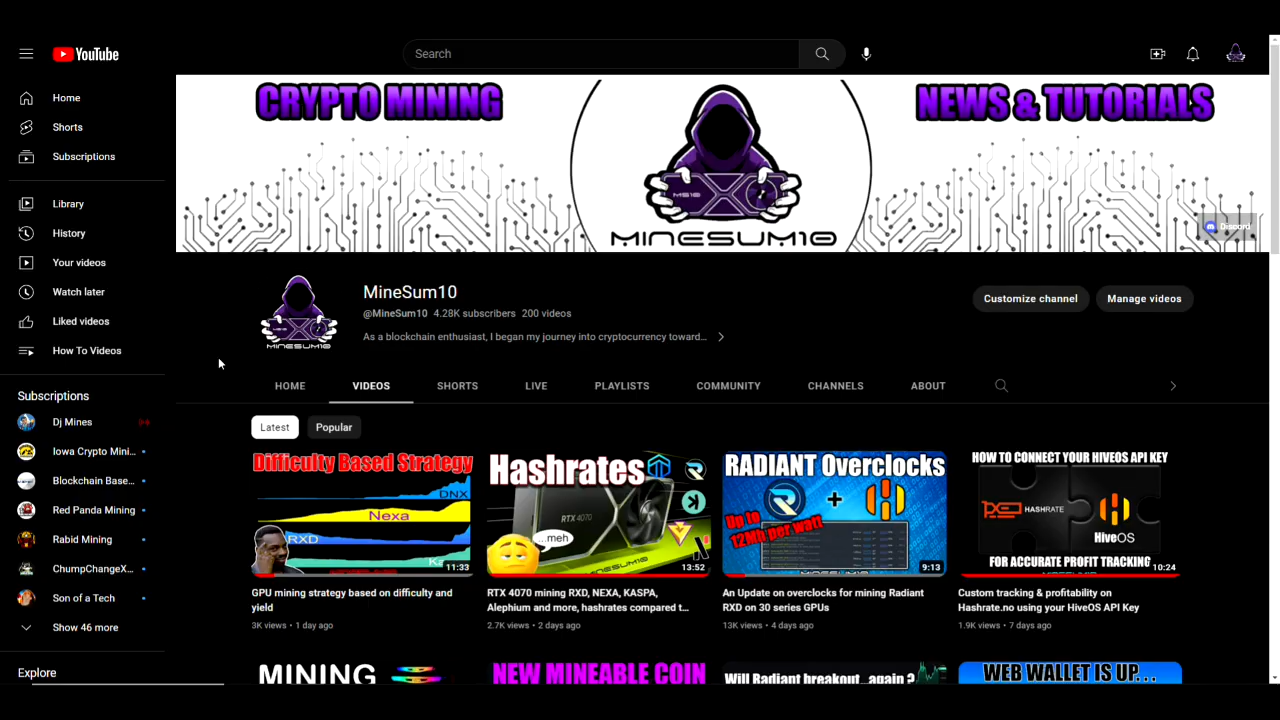 YouTube
Search
Home
Shorts
Subscriptions
Library
History
Your videos
Watch later
Liked videos
How To Videos
Subscriptions
Dj Mines
Iowa Crypto Mini...
Blockchain Base...
Red Panda Mining
Rabid Mining
ChumpchangeX...
Son of a Tech
Show 46 more
Explore
CRYPTO MINING
NEWS & TUTORIALS
MS10
MINESUM10
Discord
MINESUM10
MineSum10
@MineSum10 4.28K subscribers 200 videos
As a blockchain enthusiast, I began my journey into cryptocurrency toward...
Customize channel
Manage videos
HOME
VIDEOS
SHORTS
LIVE
PLAYLISTS
COMMUNITY
CHANNELS
ABOUT
Latest
Popular
Difficulty Based Strategy
DNX
Nexa
RXD
11:33
GPU mining strategy based on difficulty and
yield
3K views • 1 day ago
Hashrates
RTX 4070
...meh
MINESUM10
13:52
RTX 4070 mining RXD, NEXA, KASPA,
Alephium and more, hashrates compared t...
2.7K views • 2 days ago
RADIANT Overclocks
Up to
12Mh per watt
9:13
An Update on overclocks for mining Radiant
RXD on 30 series GPUs
13K views • 4 days ago
HOW TO CONNECT YOUR HIVEOS API KEY
HASHRATE
HiveOS
FOR ACCURATE PROFIT TRACKING
10:24
Custom tracking & profitability on
Hashrate.no using your HiveOS API Key
1.9K views • 7 days ago
MINING
NEW MINEABLE COIN
Will Radiant breakout...again ?
WEB WALLET IS UP...